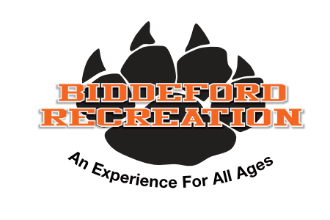 BIDDEFORD
RECREATION
An Experience For All Ages